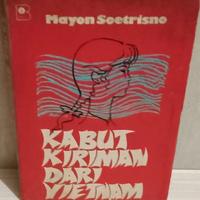 Mayon Soetrisno
KABUT
KIRIMAN
DARI
VIETNAM